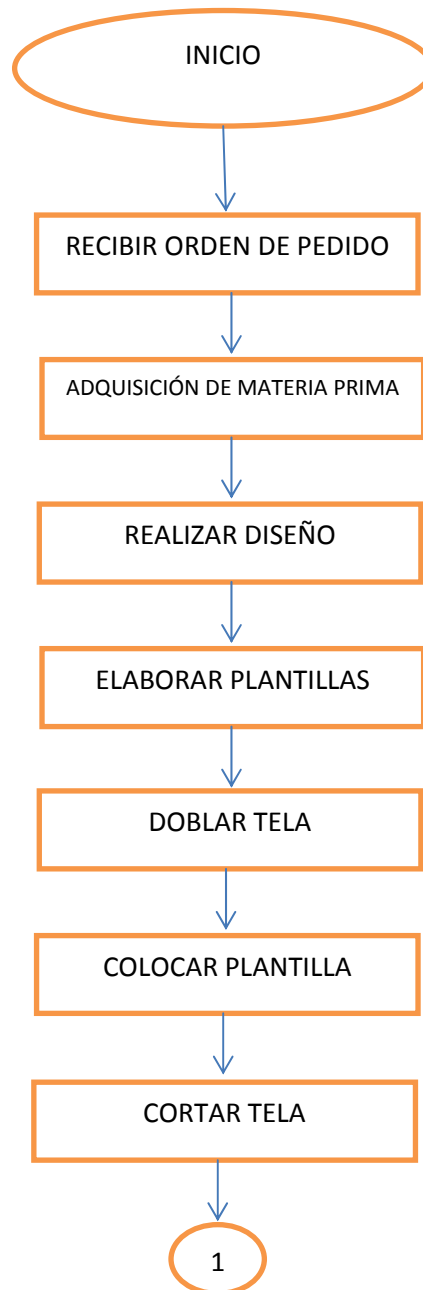 INICIO
RECIBIR ORDEN DE PEDIDO
ADQUISICIÓN DE MATERIA PRIMA
REALIZAR DISEÑO
ELABORAR PLANTILLAS
DOBLAR TELA
COLOCAR PLANTILLA
CORTAR TELA
1